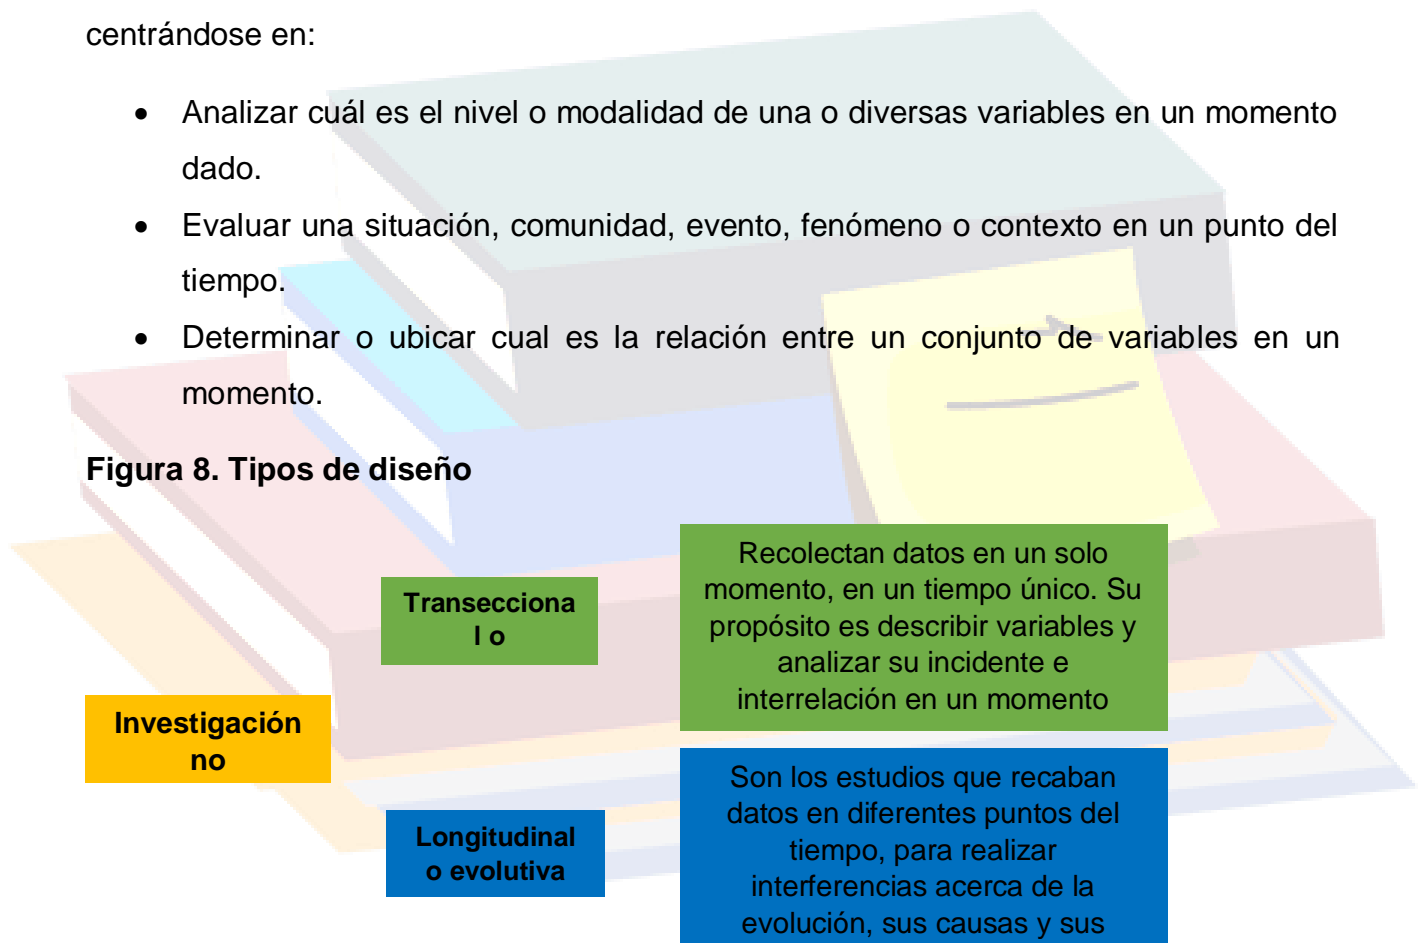 centrándose en:
• Analizar cuál es el nivel o modalidad de una o diversas variables en un momento
dado.
• Evaluar una situación, comunidad, evento, fenómeno o contexto en un punto del
tiempo.
• Determinar o ubicar cual es la relación entre un conjunto de variables en un
momento.
Figura 8. Tipos de diseño
Transecciona
l o
Recolectan datos en un solo
momento, en un tiempo único. Su
propósito es describir variables y
analizar su incidente e
interrelación en un momento
Investigación
no
Longitudinal
o evolutiva
Son los estudios que recaban
datos en diferentes puntos del
tiempo, para realizar
interferencias acerca de la
evolución, sus causas y sus